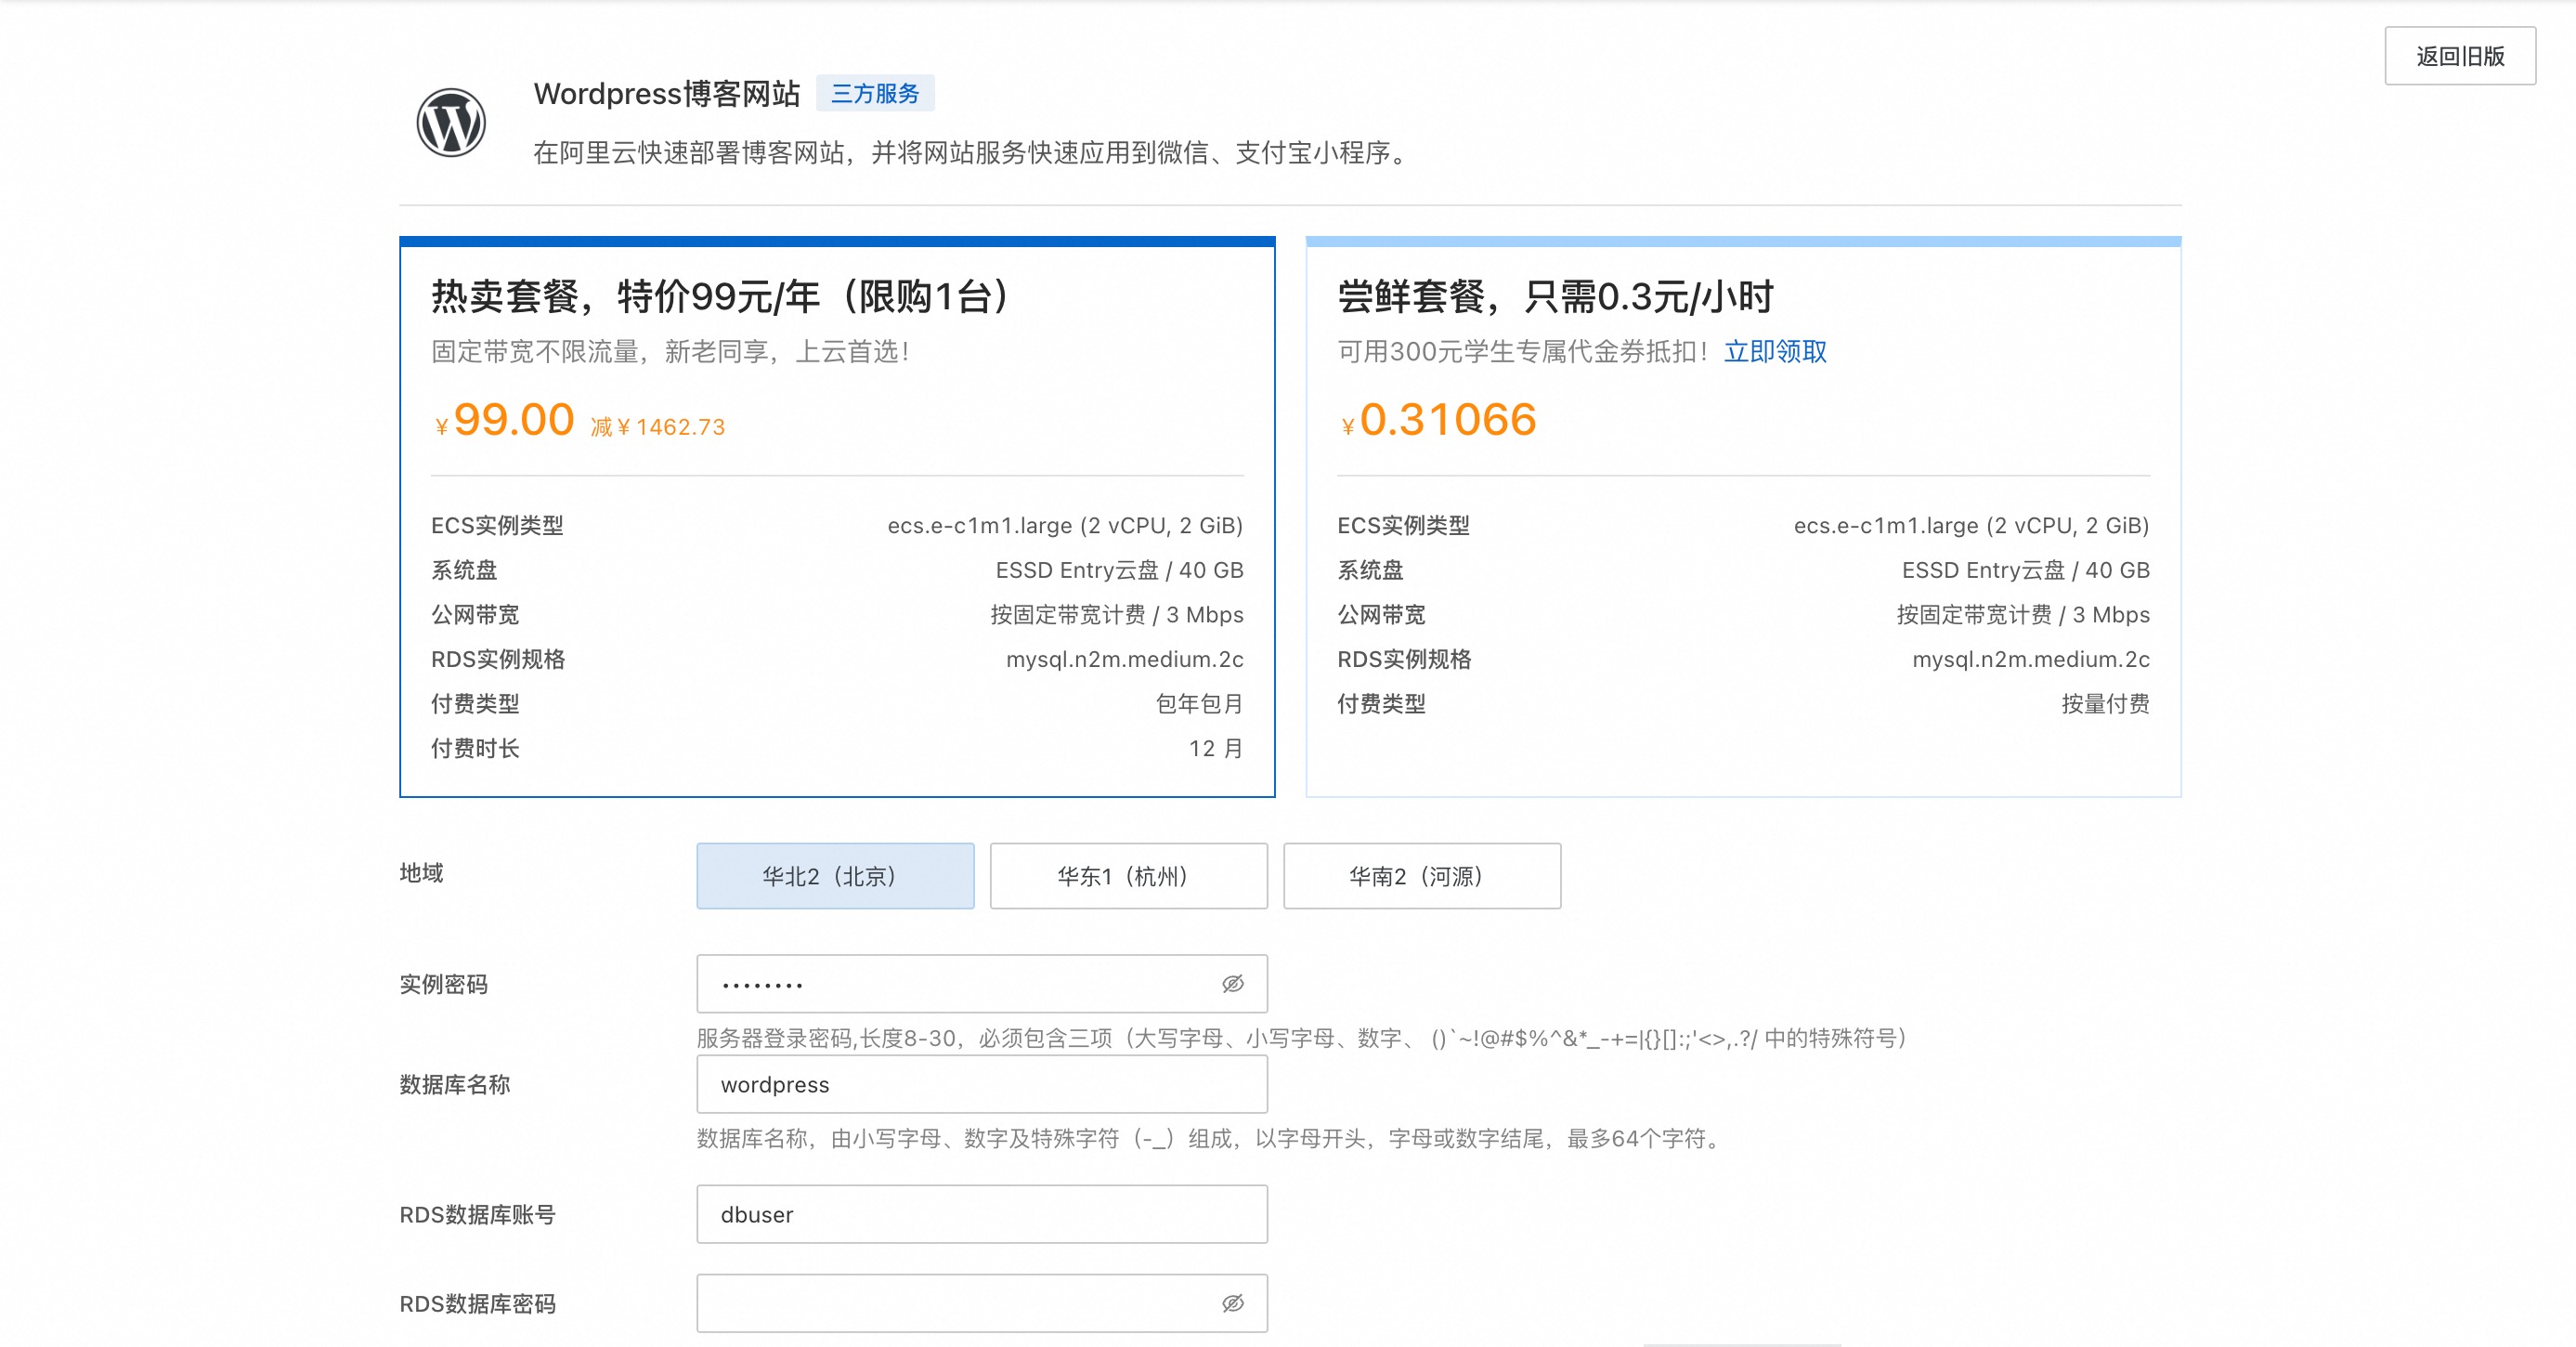 返回旧版
Wordpress博客网站 三方服务
在阿里云快速部署博客网站，并将网站服务快速应用到微信、支付宝小程序。
热卖套餐，特价99元/年（限购1台）
固定带宽不限流量，新老同享，上云首选！
¥ 99.00 减 ¥ 1462.73
ECS实例类型 ecs.e-c1m1.large (2 vCPU, 2 GiB)
系统盘 ESSD Entry云盘 / 40 GB
公网带宽 按固定带宽计费 / 3 Mbps
RDS实例规格 mysql.n2m.medium.2c
付费类型 包年包月
付费时长 12 月
尝鲜套餐，只需0.3元/小时
可用300元学生专属代金券抵扣！ 立即领取
¥ 0.31066
ECS实例类型 ecs.e-c1m1.large (2 vCPU, 2 GiB)
系统盘 ESSD Entry云盘 / 40 GB
公网带宽 按固定带宽计费 / 3 Mbps
RDS实例规格 mysql.n2m.medium.2c
付费类型 按量付费
地域 华北2（北京） 华东1（杭州） 华南2（河源）
实例密码 ········
服务器登录密码,长度8-30，必须包含三项（大写字母、小写字母、数字、 ()`~!@#$%^&*_-+=|{}[]:;'<>,.?/ 中的特殊符号）
数据库名称 wordpress
数据库名称，由小写字母、数字及特殊字符（-_）组成，以字母开头，字母或数字结尾，最多64个字符。
RDS数据库账号 dbuser
RDS数据库密码